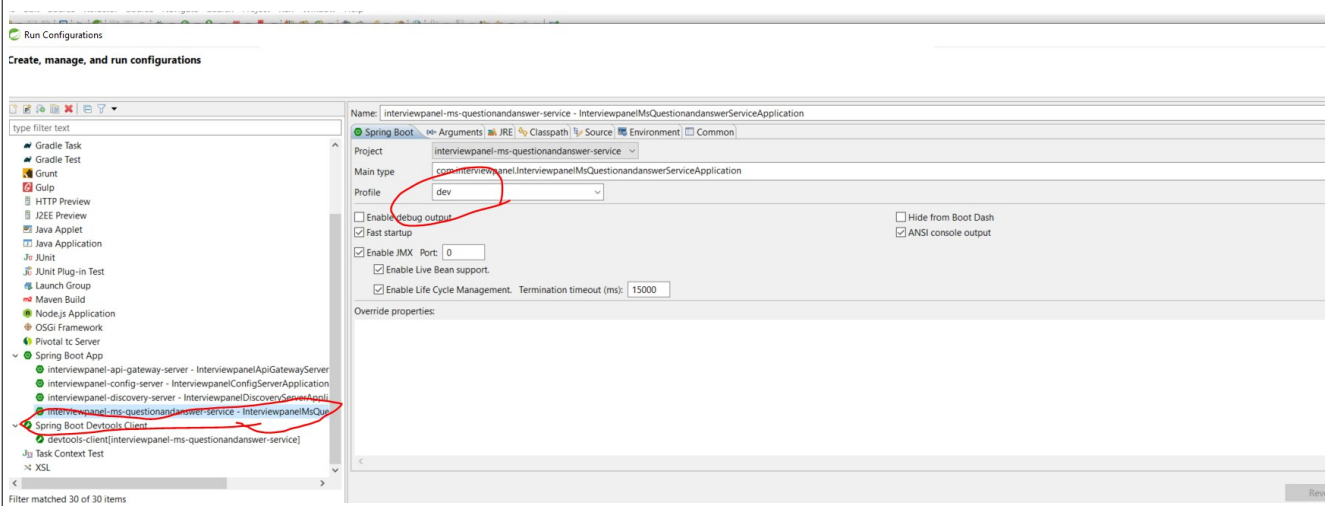 Run Configurations
Create, manage, and run configurations
type filter text
Gradle Task
Gradle Test
Grunt
Gulp
HTTP Preview
J2EE Preview
Java Applet
Java Application
JUnit
JUnit Plug-in Test
Launch Group
Maven Build
Node.js Application
OSGi Framework
Pivotal tc Server
Spring Boot App
interviewpanel-api-gateway-server - InterviewpanelApiGatewayServer
interviewpanel-config-server - InterviewpanelConfigServerApplication
interviewpanel-discovery-server - InterviewpanelDiscoveryServerAppli
interviewpanel-ms-questionandanswer-service - InterviewpanelMsQue
Spring Boot Devtools Client
devtools-client[interviewpanel-ms-questionandanswer-service]
Task Context Test
XSL
Filter matched 30 of 30 items
Name: interviewpanel-ms-questionandanswer-service - InterviewpanelMsQuestionandanswerServiceApplication
Spring Boot Arguments JRE Classpath Source Environment Common
Project interviewpanel-ms-questionandanswer-service
Main type com.interviewpanel.InterviewpanelMsQuestionandanswerServiceApplication
Profile dev
Enable debug output Hide from Boot Dash
Fast startup ANSI console output
Enable JMX Port: 0
Enable Live Bean support.
Enable Life Cycle Management. Termination timeout (ms): 15000
Override properties:
Rev